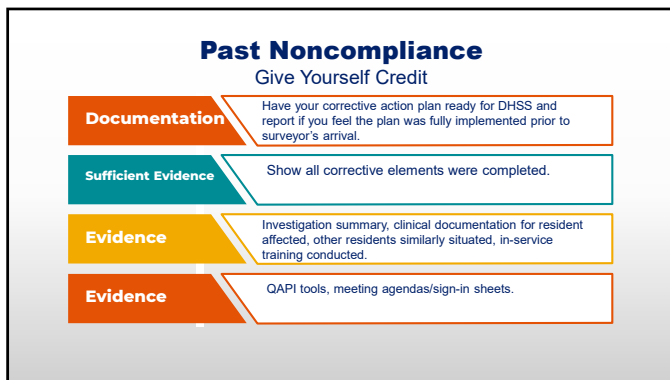 Past Noncompliance
Give Yourself Credit
Documentation
Have your corrective action plan ready for DHSS and
report if you feel the plan was fully implemented prior to
surveyor's arrival.
Sufficient Evidence
Show all corrective elements were completed.
Evidence
Investigation summary, clinical documentation for resident
affected, other residents similarly situated, in-service
training conducted.
Evidence
QAPI tools, meeting agendas/sign-in sheets.